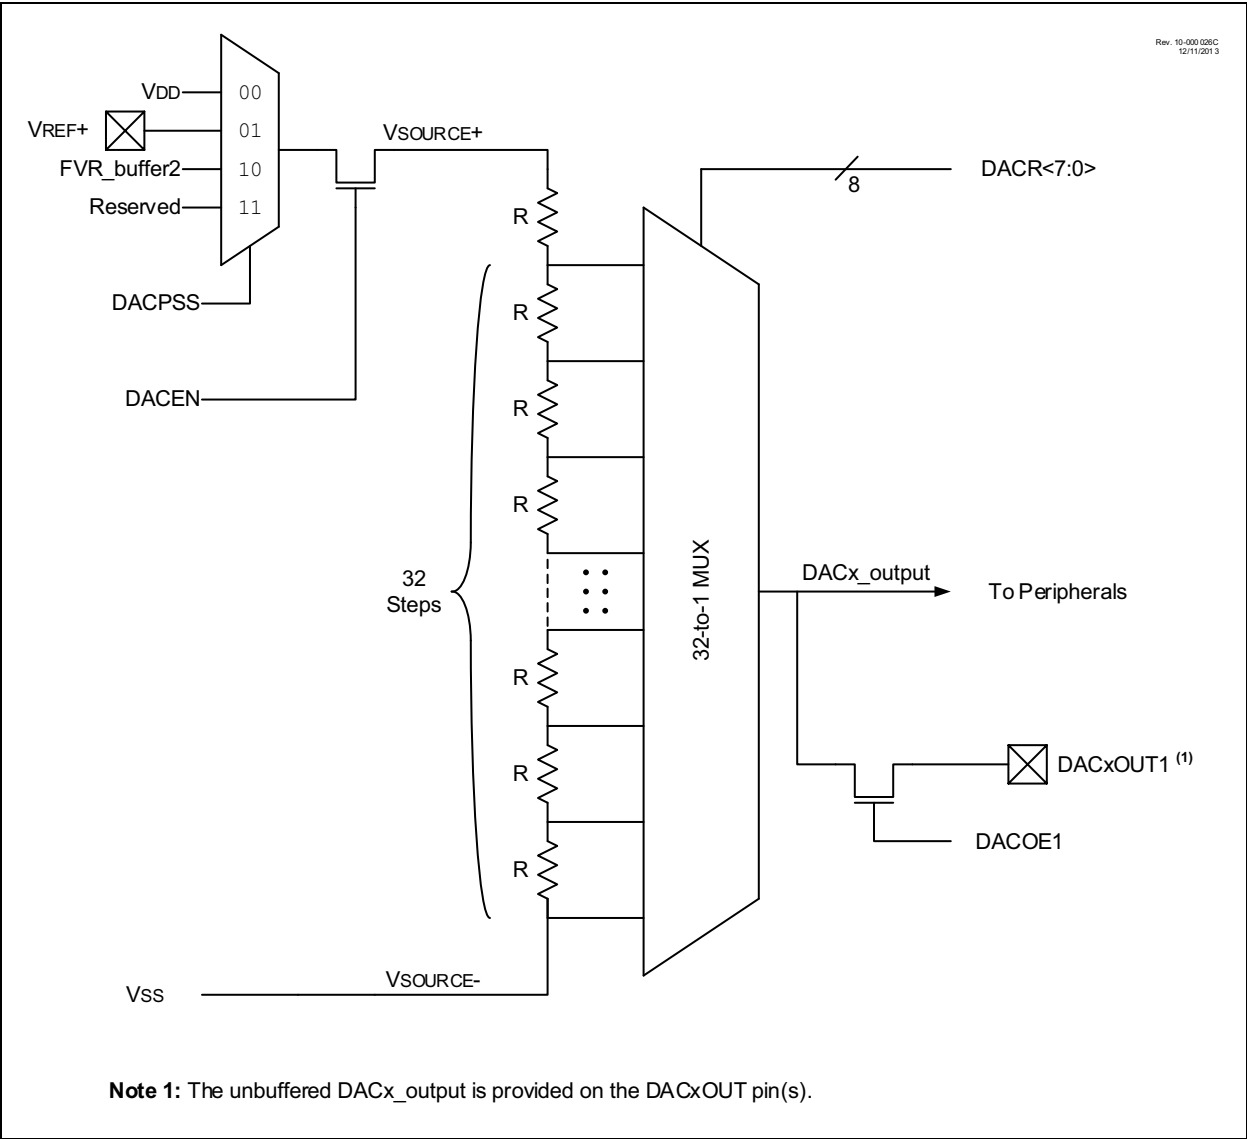 Rev. 10-000 026C
12/11/201 3
VDD
00
VREF+
01
VSOURCE+
FVR_buffer2
10
DACR<7:0>
8
Reserved
11
R
DACPSS
R
DACEN
R
R
32
Steps
32-to-1 MUX
DACx_output
To Peripherals
R
R
DACxOUT1 (1)
DACOE1
R
VSOURCE-
VSS
Note 1: The unbuffered DACx_output is provided on the DACxOUT pin(s).